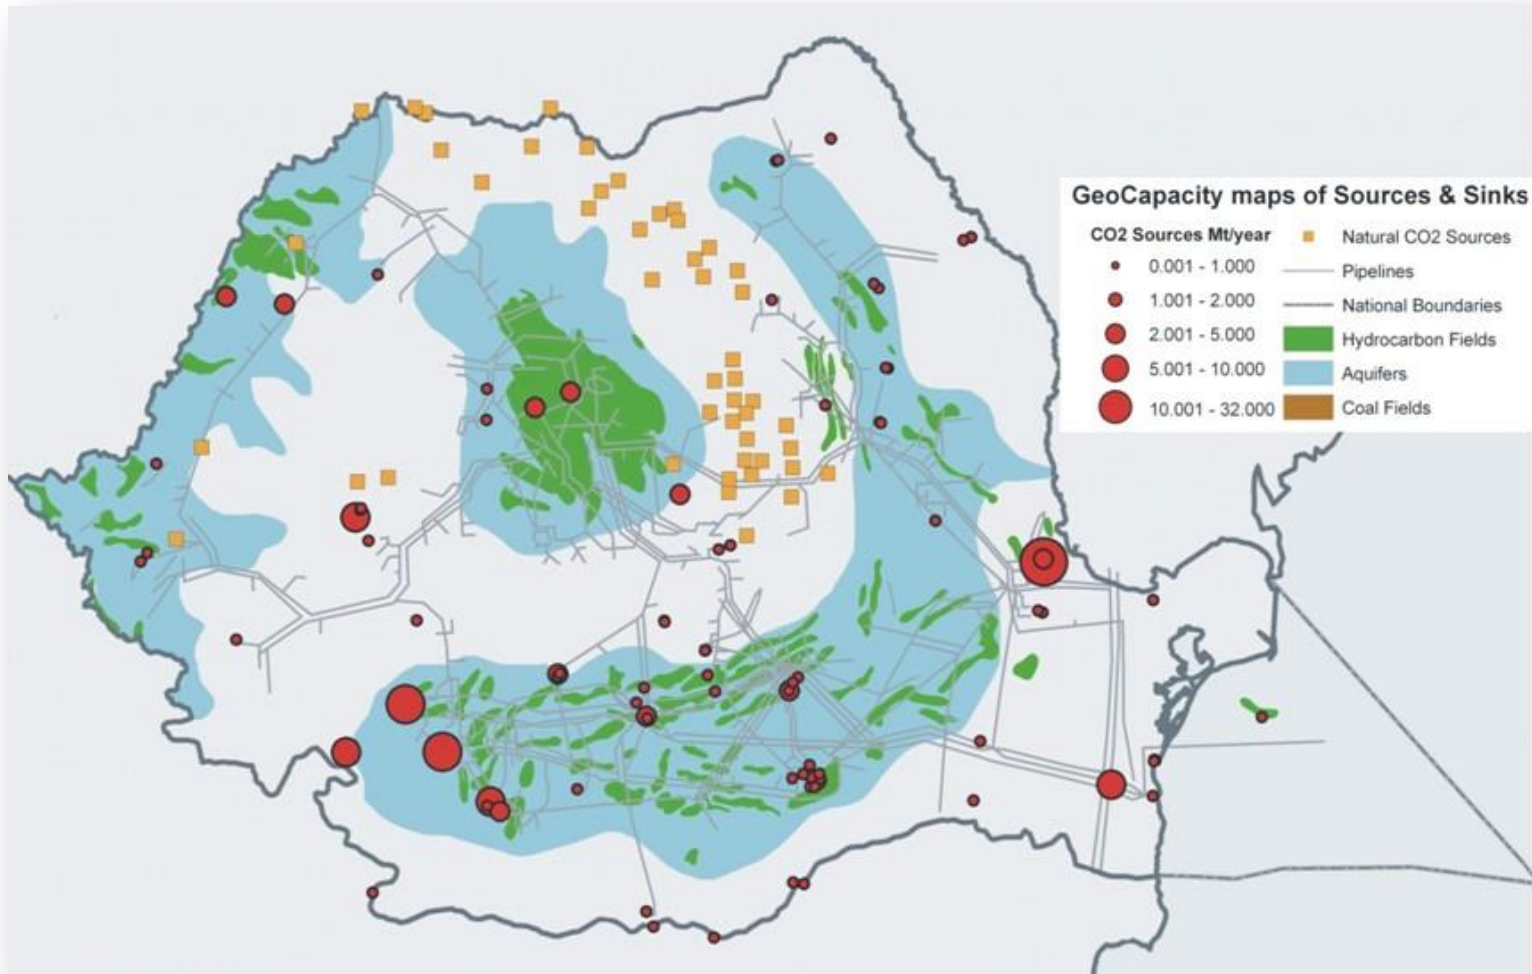 GeoCapacity maps of Sources & Sinks
CO2 Sources Mt/year
0.001 - 1.000
1.001 - 2.000
2.001 - 5.000
5.001 - 10.000
10.001 - 32.000
Natural CO2 Sources
Pipelines
National Boundaries
Hydrocarbon Fields
Aquifers
Coal Fields